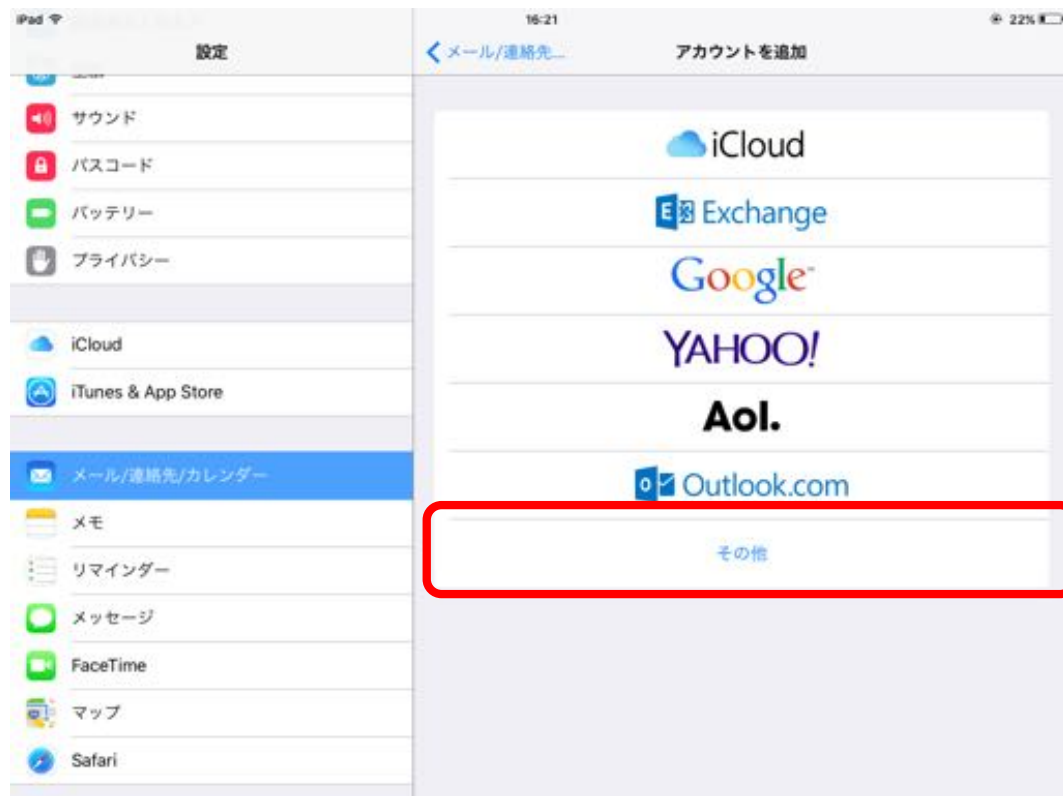 iPad 16:21 22%
設定
メール/連絡先... アカウントを追加
サウンド
パスコード
バッテリー
プライバシー
iCloud
iTunes & App Store
メール/連絡先/カレンダー
メモ
リマインダー
メッセージ
FaceTime
マップ
Safari
iCloud
Exchange
Google
YAHOO!
Aol.
Outlook.com
その他